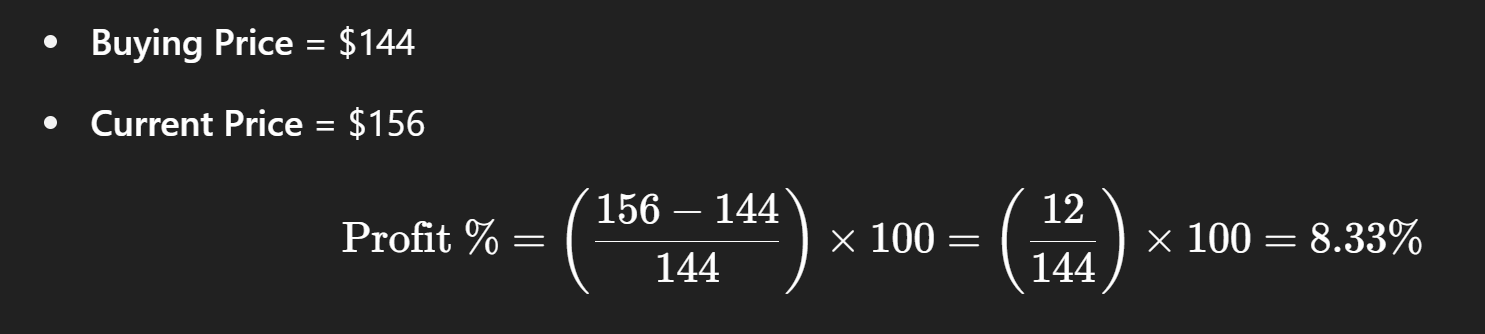 • Buying Price = $144
• Current Price = $156
Profit % = (156 − 144 / 144) × 100 = (12 / 144) × 100 = 8.33%